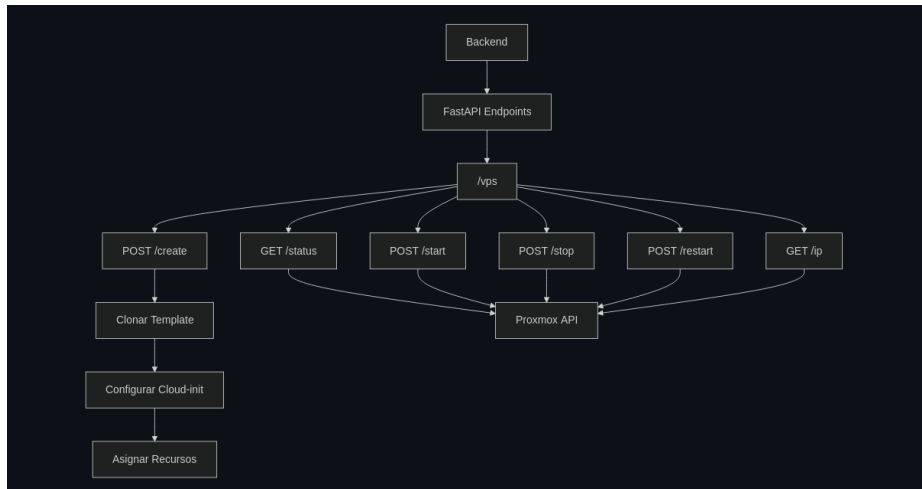 Backend
FastAPI Endpoints
/vps
POST /create
GET /status
POST /start
POST /stop
POST /restart
GET /ip
Clonar Template
Proxmox API
Configurar Cloud-init
Asignar Recursos